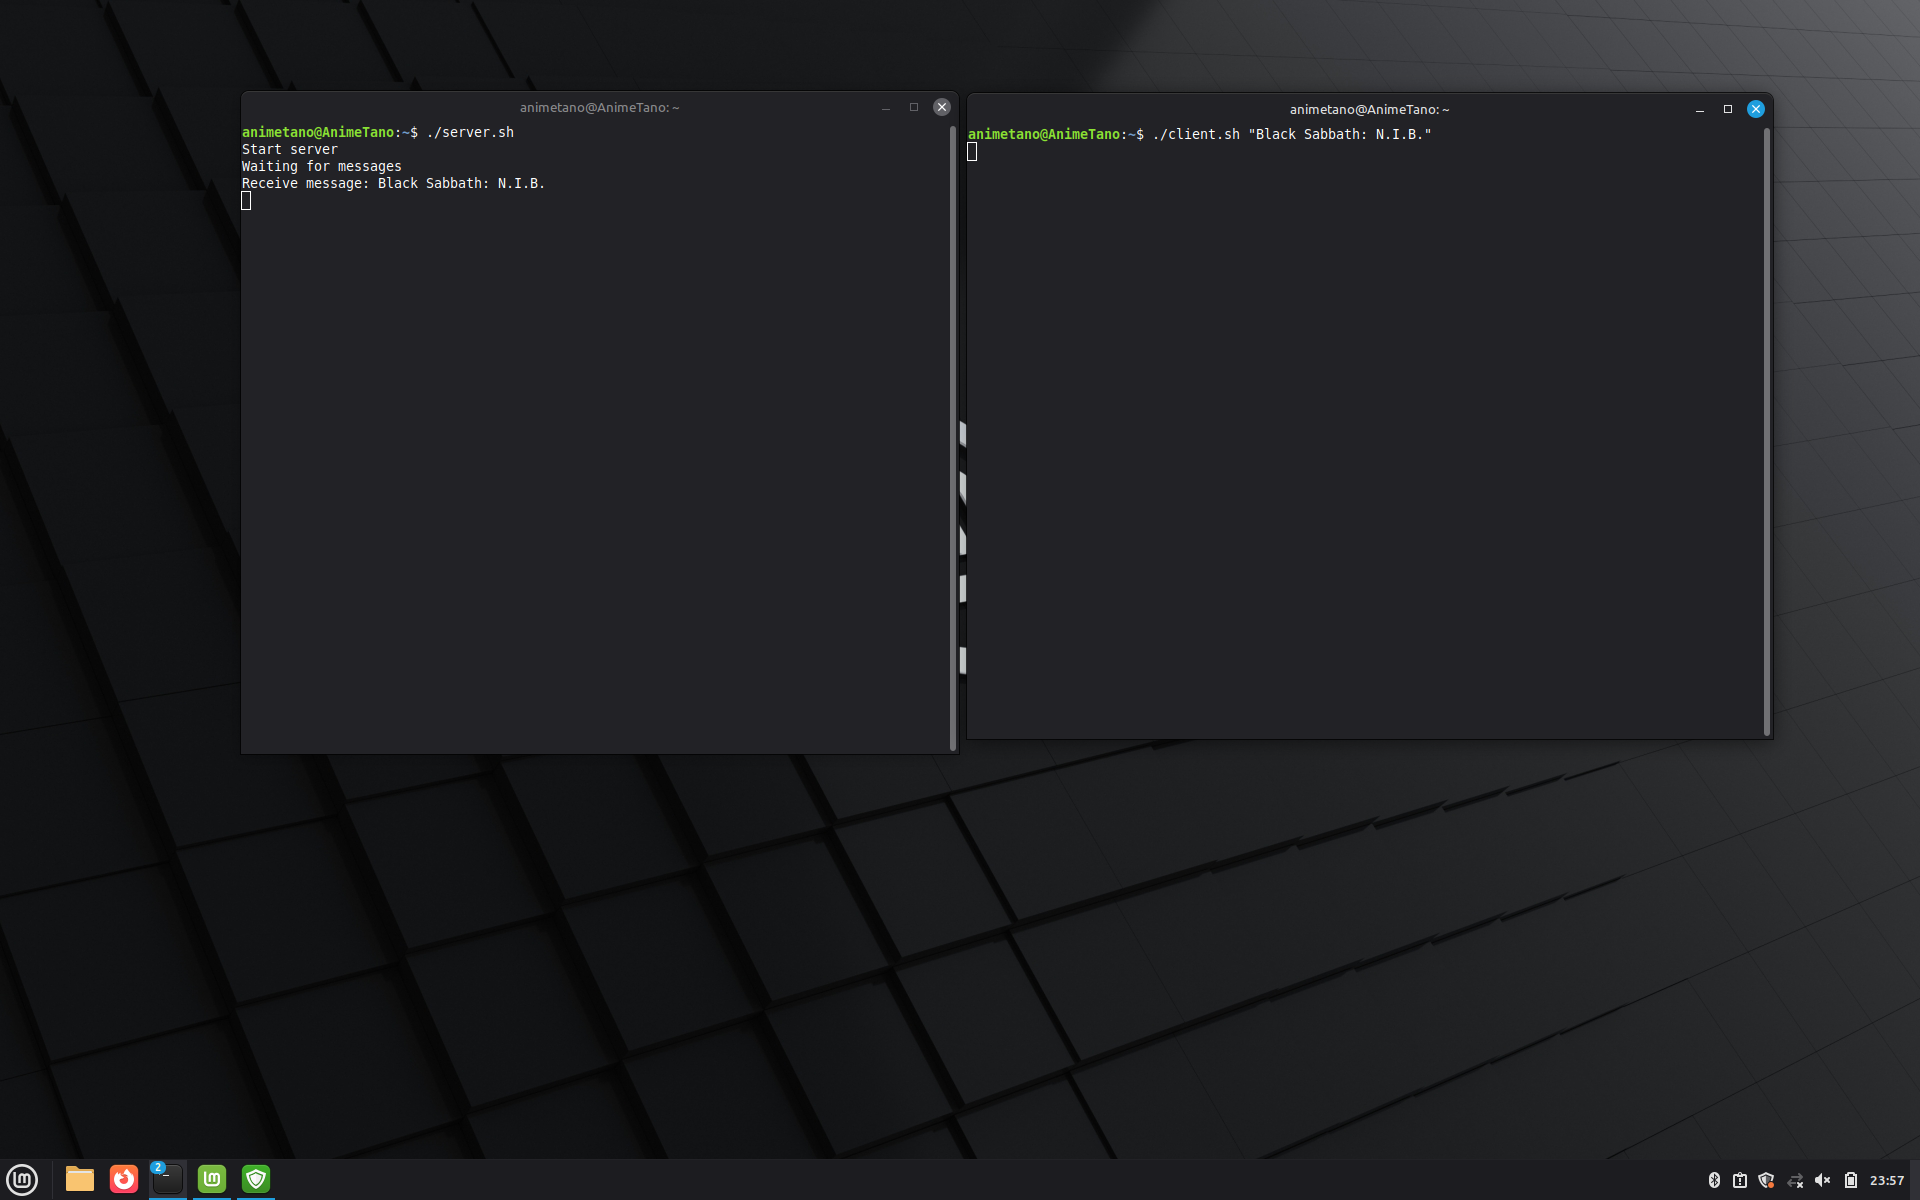 animetano@AnimeTano: ~
animetano@AnimeTano:~$ ./server.sh
Start server
Waiting for messages
Receive message: Black Sabbath: N.I.B.
animetano@AnimeTano: ~
animetano@AnimeTano:~$ ./client.sh "Black Sabbath: N.I.B."
2
23:57